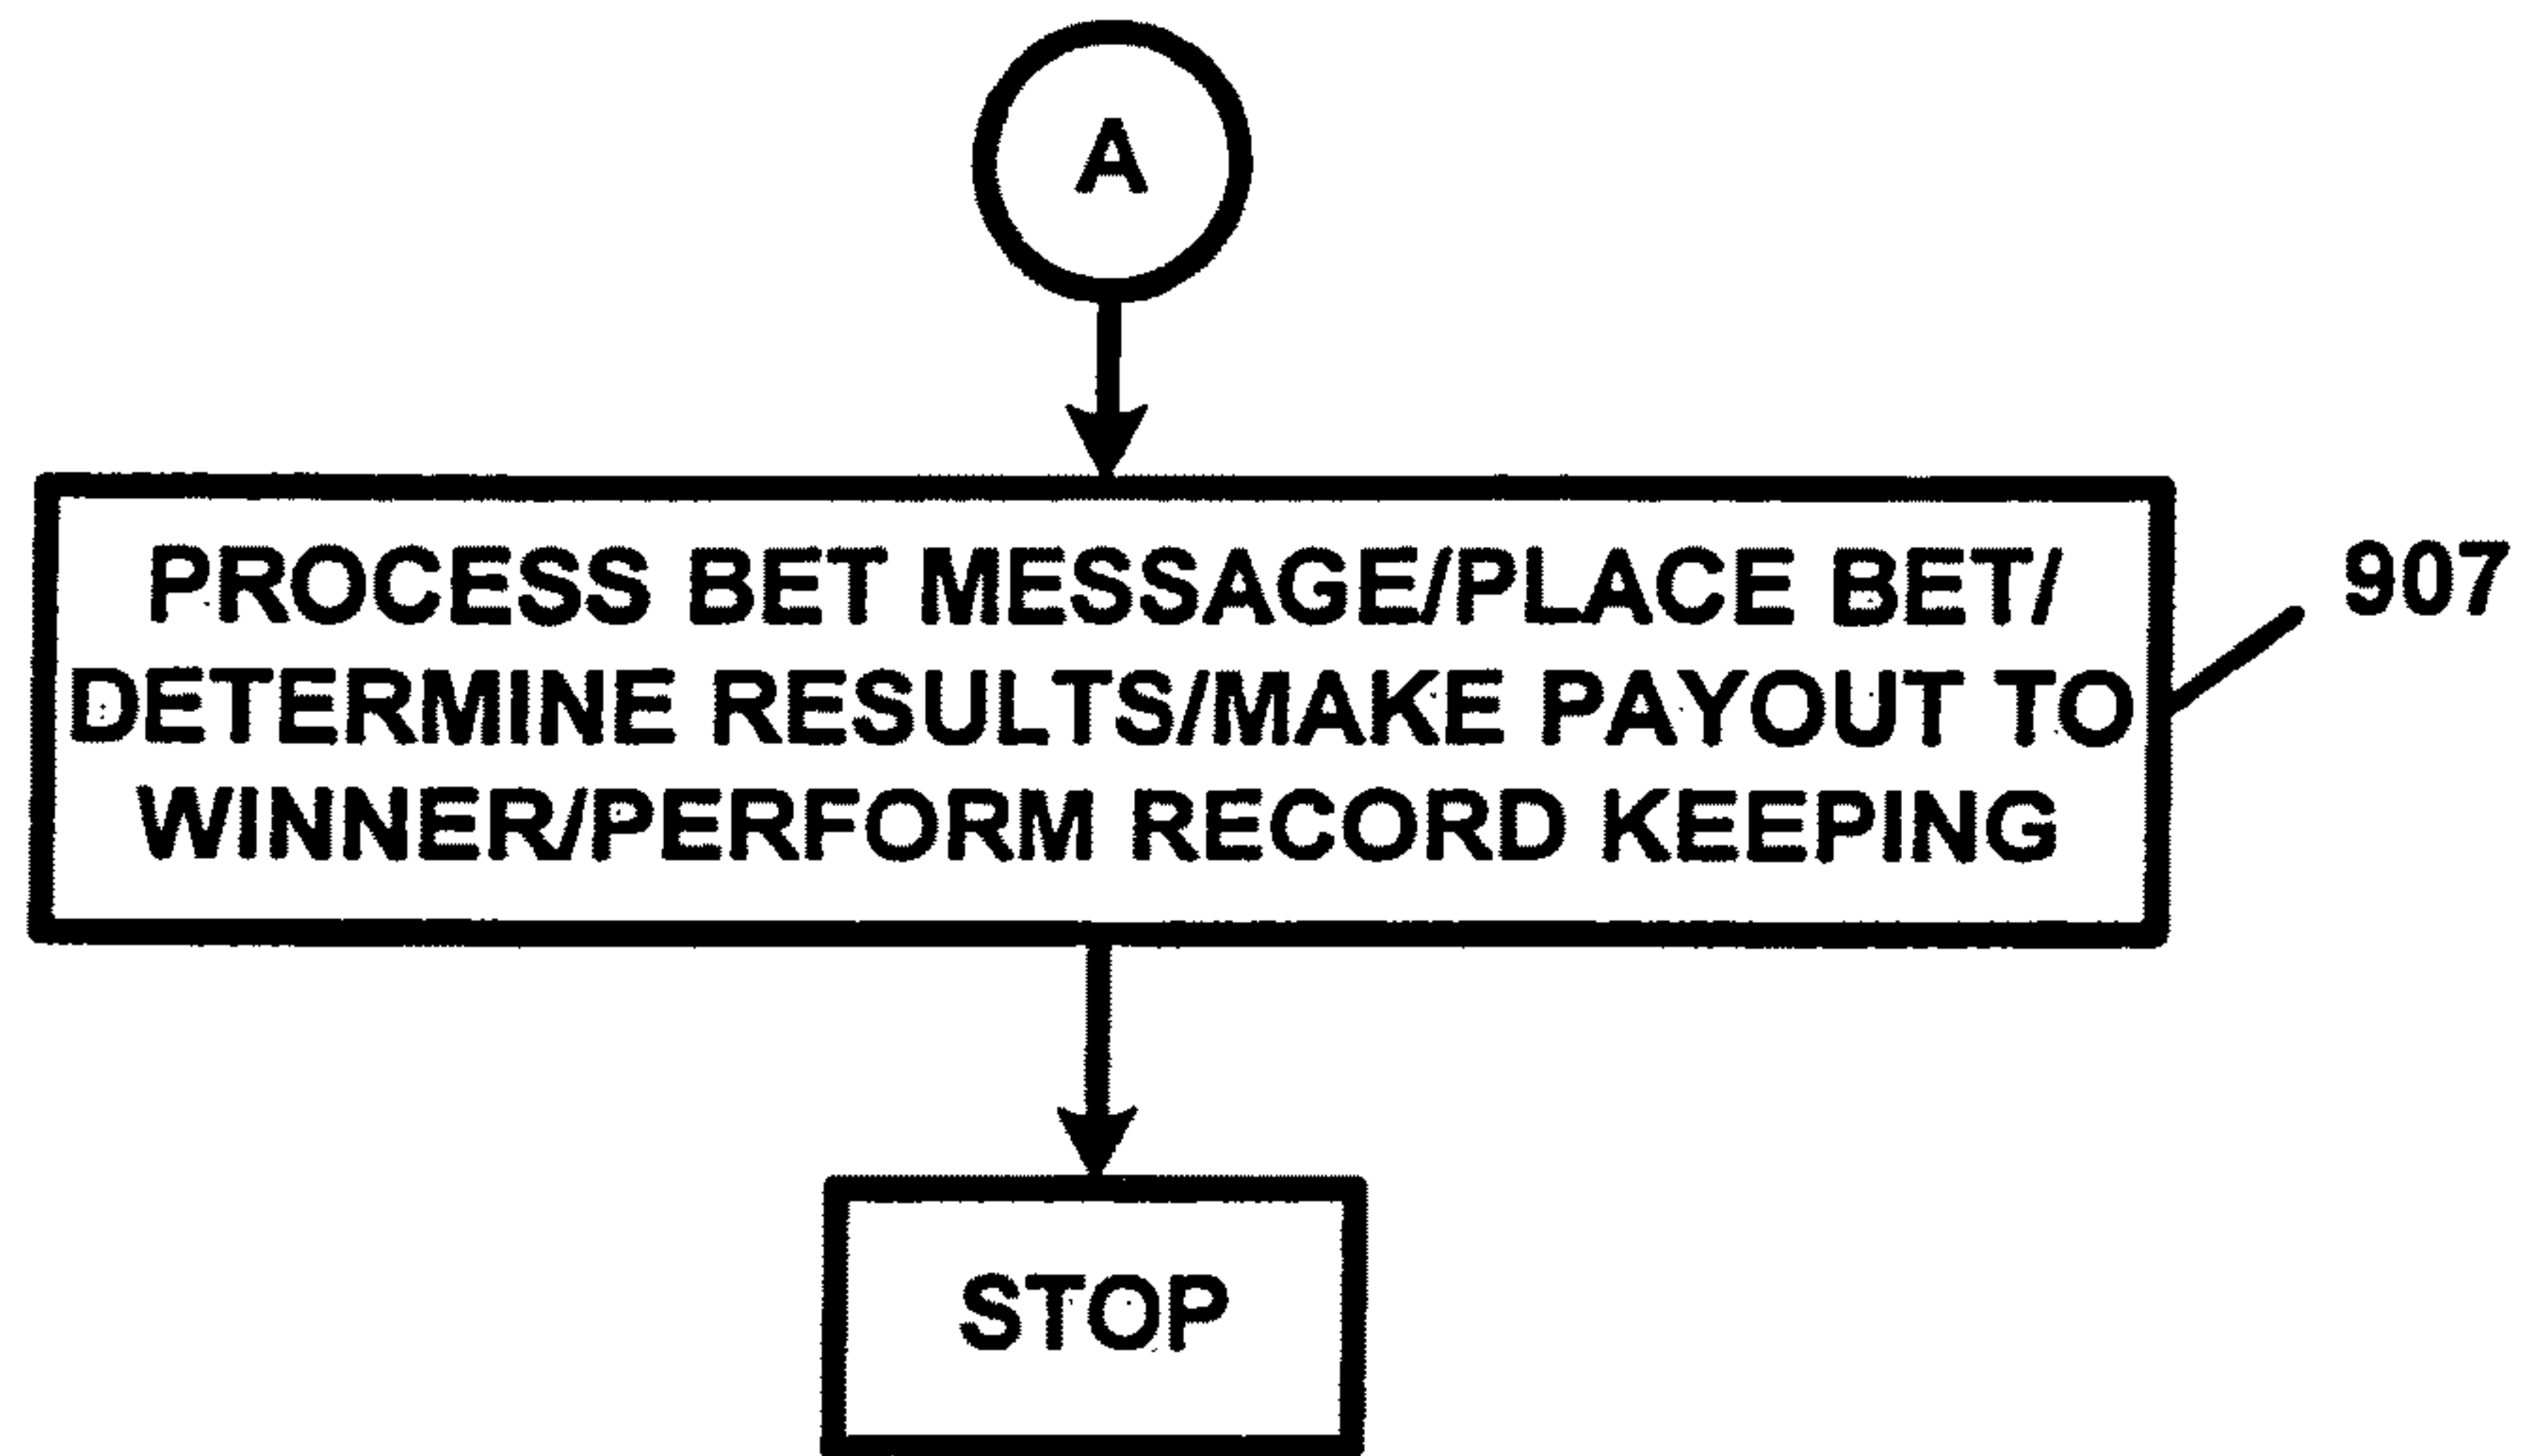 A
PROCESS BET MESSAGE/PLACE BET/
DETERMINE RESULTS/MAKE PAYOUT TO
WINNER/PERFORM RECORD KEEPING
907
STOP